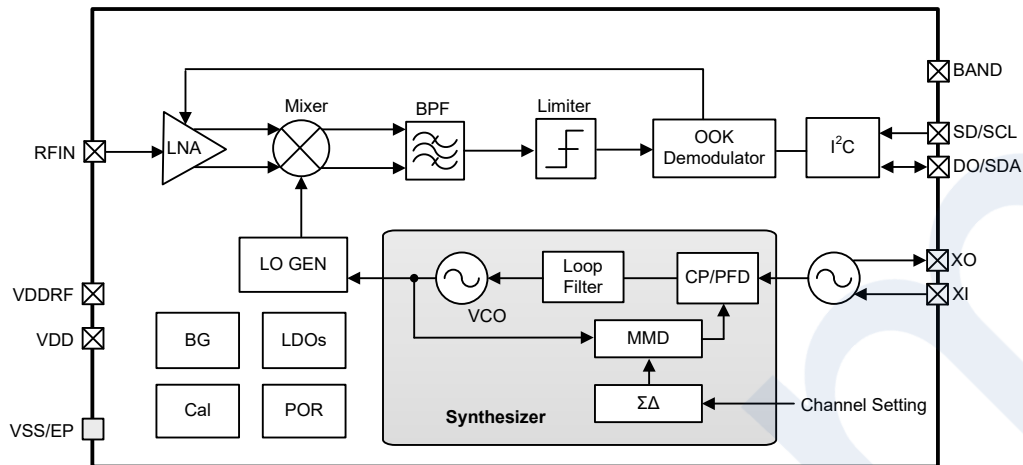 BAND
Mixer
BPF
Limiter
RFIN
LNA
OOK
Demodulator
I²C
SD/SCL
DO/SDA
LO GEN
VCO
Loop
Filter
CP/PFD
XO
XI
VDDRF
VDD
BG
LDOs
MMD
Cal
POR
Synthesizer
ΣΔ
Channel Setting
VSS/EP